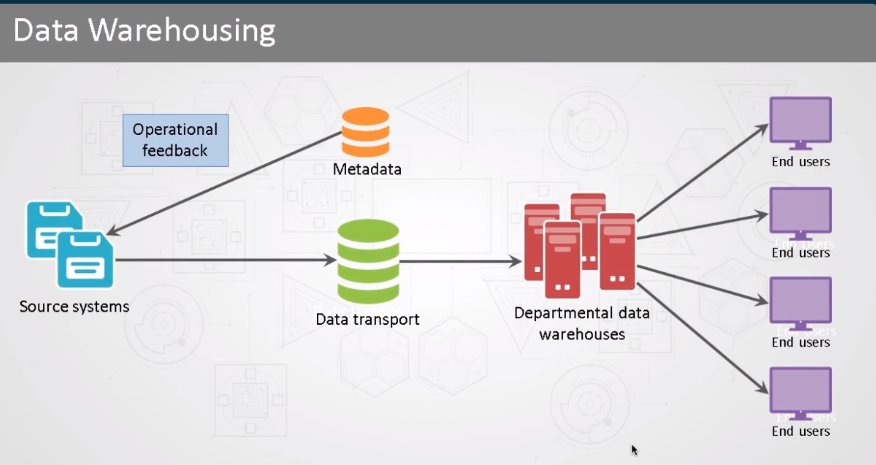 Data Warehousing
Operational
feedback
Metadata
Source systems
Data transport
Departmental data
warehouses
End users
End users
End users
End users